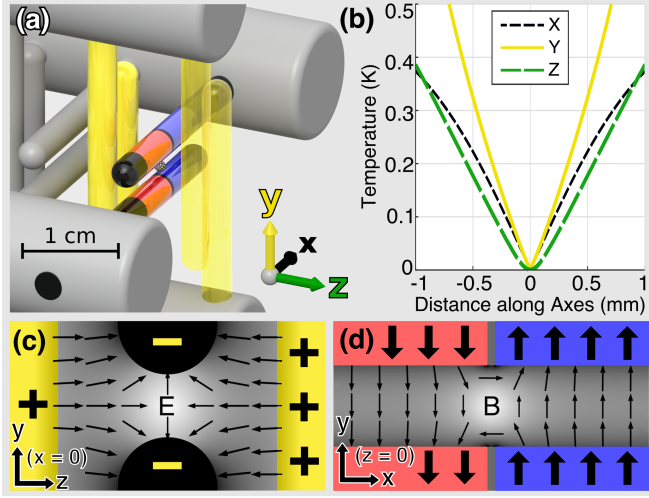 (a)
1 cm
y
x
z
(b)
Temperature (K)
0.5
0.4
0.3
0.2
0.1
0
X
Y
Z
-1 -0.5 0 0.5 1
Distance along Axes (mm)
(c)
−
+
+
+
+
E
−
y
(x = 0)
z
(d)
B
y
(z = 0)
x